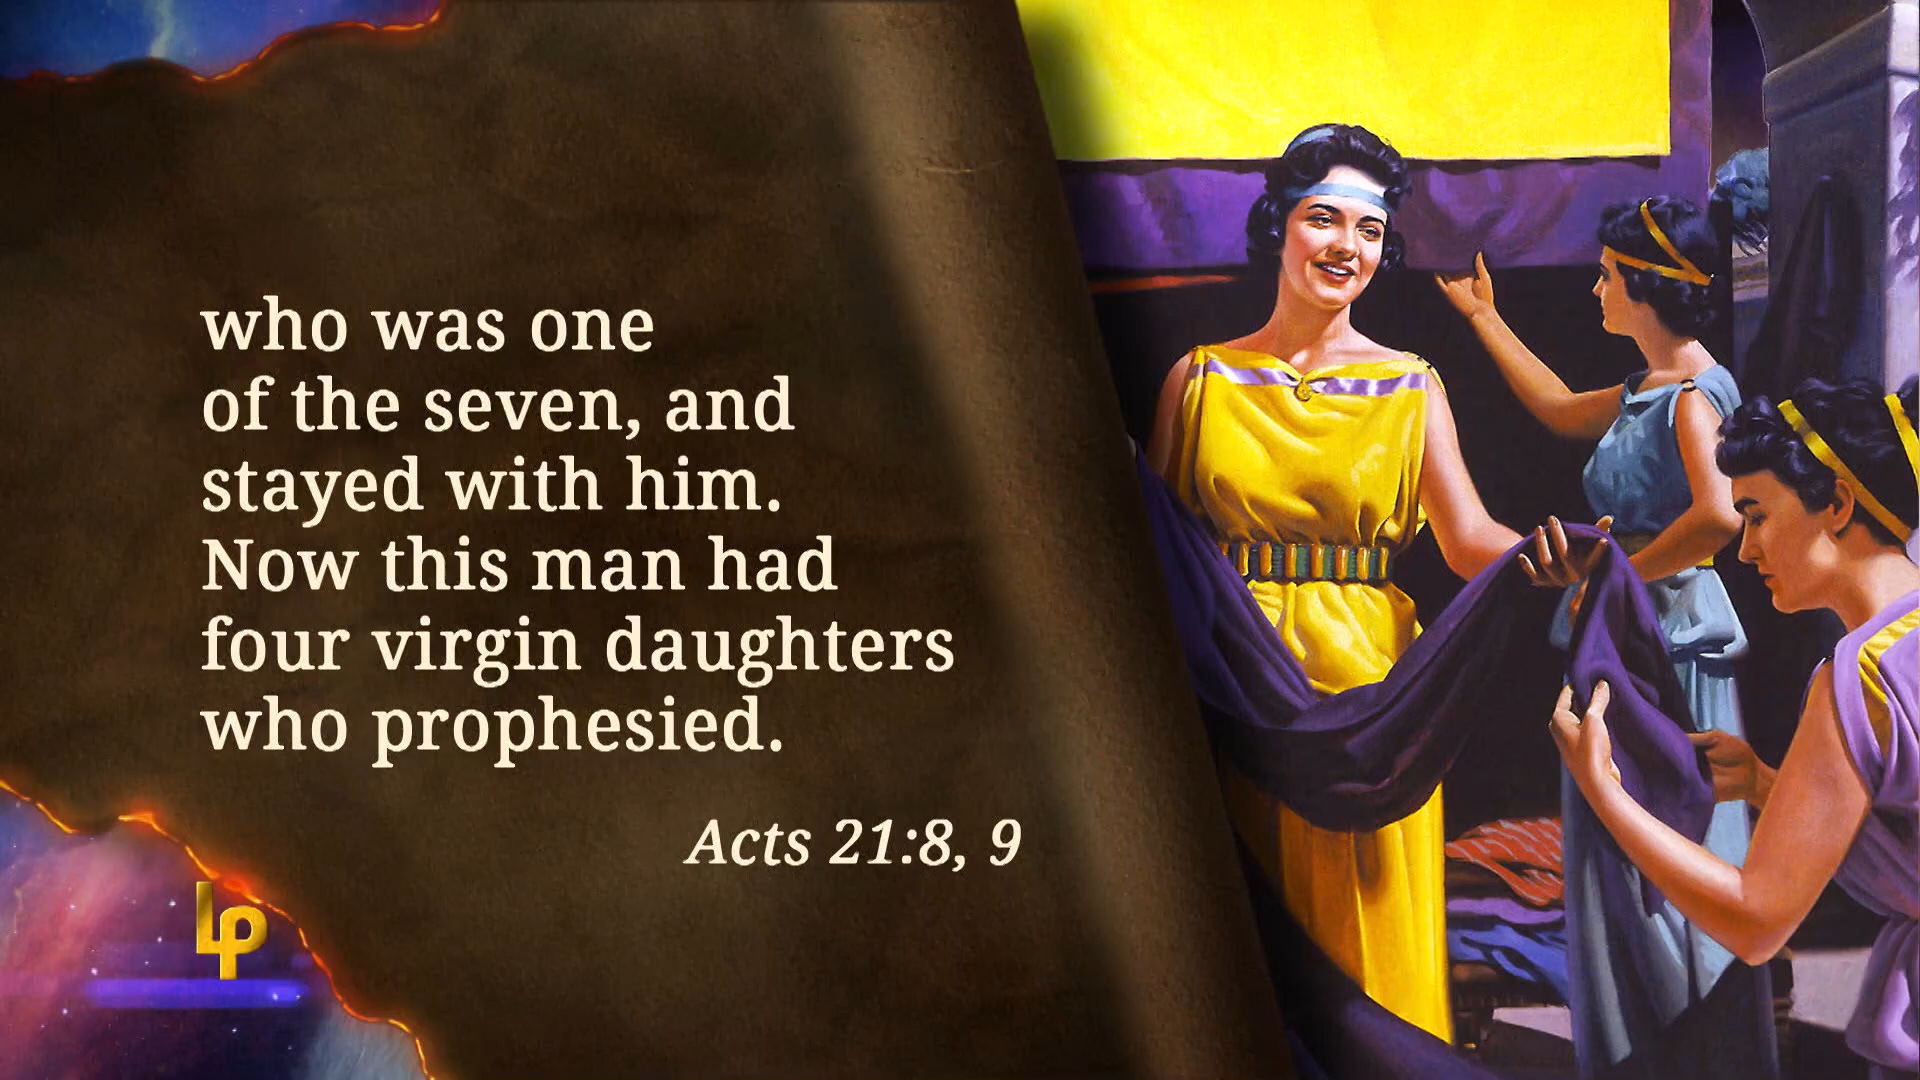 who was one
of the seven, and
stayed with him.
Now this man had
four virgin daughters
who prophesied.
Acts 21:8, 9
LP